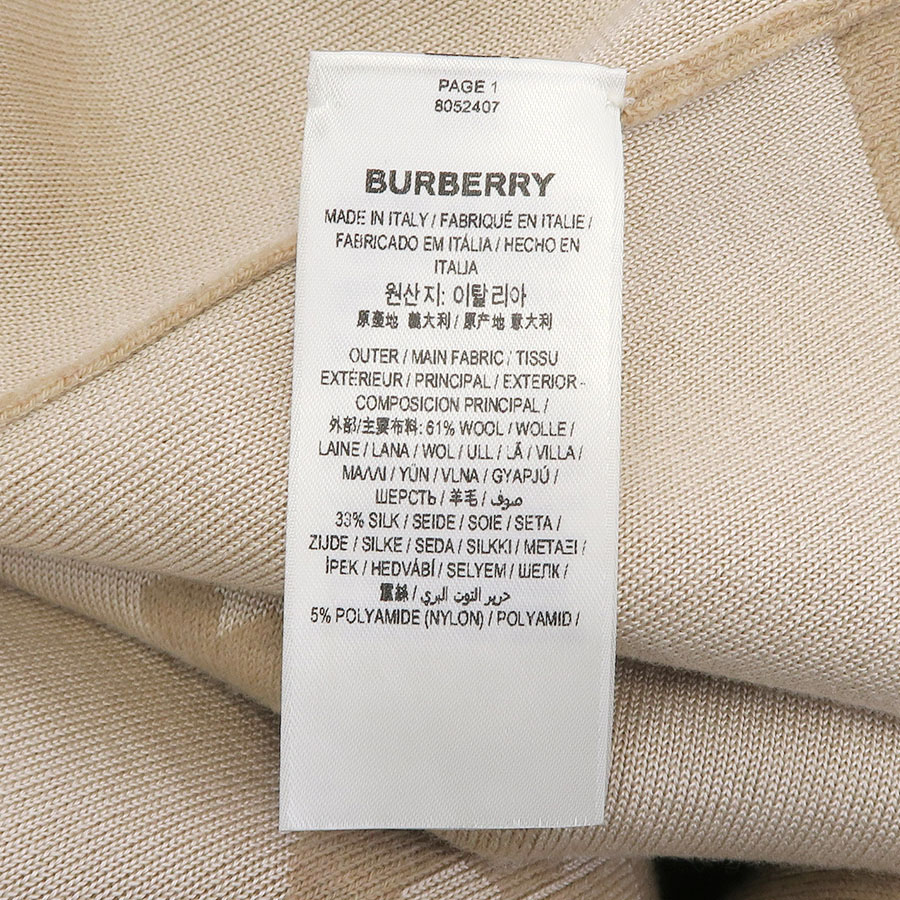 PAGE 1
8052407
BURBERRY
MADE IN ITALY / FABRIQUÉ EN ITALIE /
FABRICADO EM ITÁLIA / HECHO EN
ITALIA
원산지: 이탈리아
原產地 義大利 / 原产地 意大利
OUTER / MAIN FABRIC / TISSU
EXTÉRIEUR / PRINCIPAL / EXTERIOR -
COMPOSICION PRINCIPAL /
外部/主要布料: 61% WOOL / WOLLE /
LAINE / LANA / WOL / ULL / LÃ / VILLA /
ΜΑΛΛΙ / YÜN / VLNA / GYAPJÚ /
ШЕРСТЬ / 羊毛 / صوف /
33% SILK / SEIDE / SOIE / SETA /
ZIJDE / SILKE / SEDA / SILKKI / ΜΕΤΑΞΙ /
İPEK / HEDVÁBÍ / SELYEM / ШЕЛК /
蠶絲 / حرير التوت البري /
5% POLYAMIDE (NYLON) / POLYAMID /